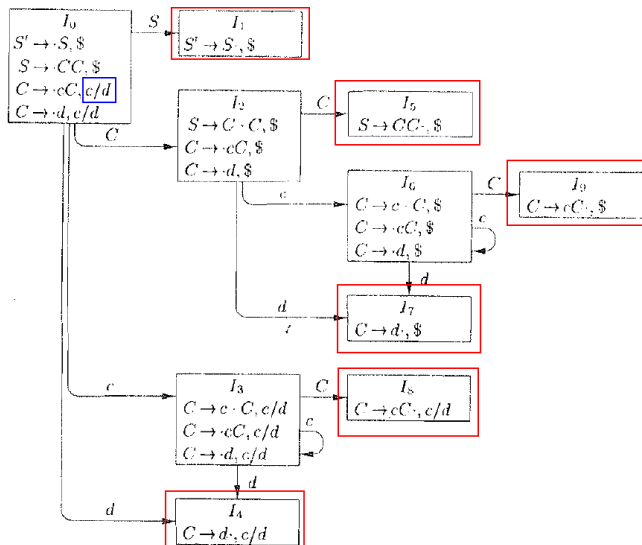 I₀
S' → ·S, $
S → ·CC, $
C → ·cC, c/d
C → ·d, c/d
S
I₁
S' → S·, $
C
I₂
S → C · C, $
C → ·cC, $
C → ·d, $
C
I₅
S → CC·, $
c
I₆
C → c · C, $
C → ·cC, $
C → ·d, $
C
I₉
C → cC·, $
c
d
d
I₇
C → d·, $
c
I₃
C → c · C, c/d
C → ·cC, c/d
C → ·d, c/d
C
I₈
C → cC·, c/d
c
d
d
I₄
C → d·, c/d